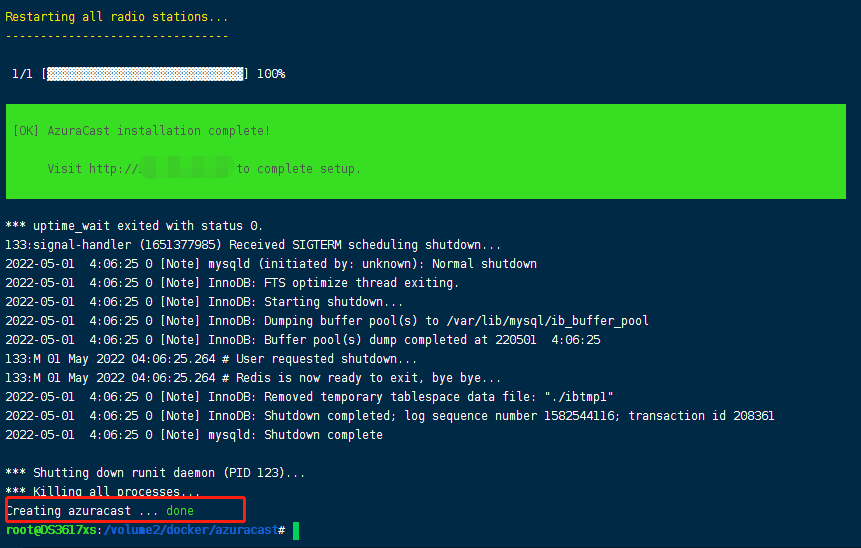 Restarting all radio stations...
--------------------------------
1/1 [▓▓▓▓▓▓▓▓▓▓▓▓▓▓▓▓▓▓▓▓▓▓▓▓▓▓▓▓] 100%
[OK] AzuraCast installation complete!
Visit http:// to complete setup.
*** uptime_wait exited with status 0.
133:signal-handler (1651377985) Received SIGTERM scheduling shutdown...
2022-05-01  4:06:25 0 [Note] mysqld (initiated by: unknown): Normal shutdown
2022-05-01  4:06:25 0 [Note] InnoDB: FTS optimize thread exiting.
2022-05-01  4:06:25 0 [Note] InnoDB: Starting shutdown...
2022-05-01  4:06:25 0 [Note] InnoDB: Dumping buffer pool(s) to /var/lib/mysql/ib_buffer_pool
2022-05-01  4:06:25 0 [Note] InnoDB: Buffer pool(s) dump completed at 220501  4:06:25
133:M 01 May 2022 04:06:25.264 # User requested shutdown...
133:M 01 May 2022 04:06:25.264 # Redis is now ready to exit, bye bye...
2022-05-01  4:06:25 0 [Note] InnoDB: Removed temporary tablespace data file: "./ibtmp1"
2022-05-01  4:06:25 0 [Note] InnoDB: Shutdown completed; log sequence number 1582544116; transaction id 208361
2022-05-01  4:06:25 0 [Note] mysqld: Shutdown complete
*** Shutting down runit daemon (PID 123)...
*** Killing all processes...
Creating azuracast ... done
root@DS3617xs:/volume2/docker/azuracast#